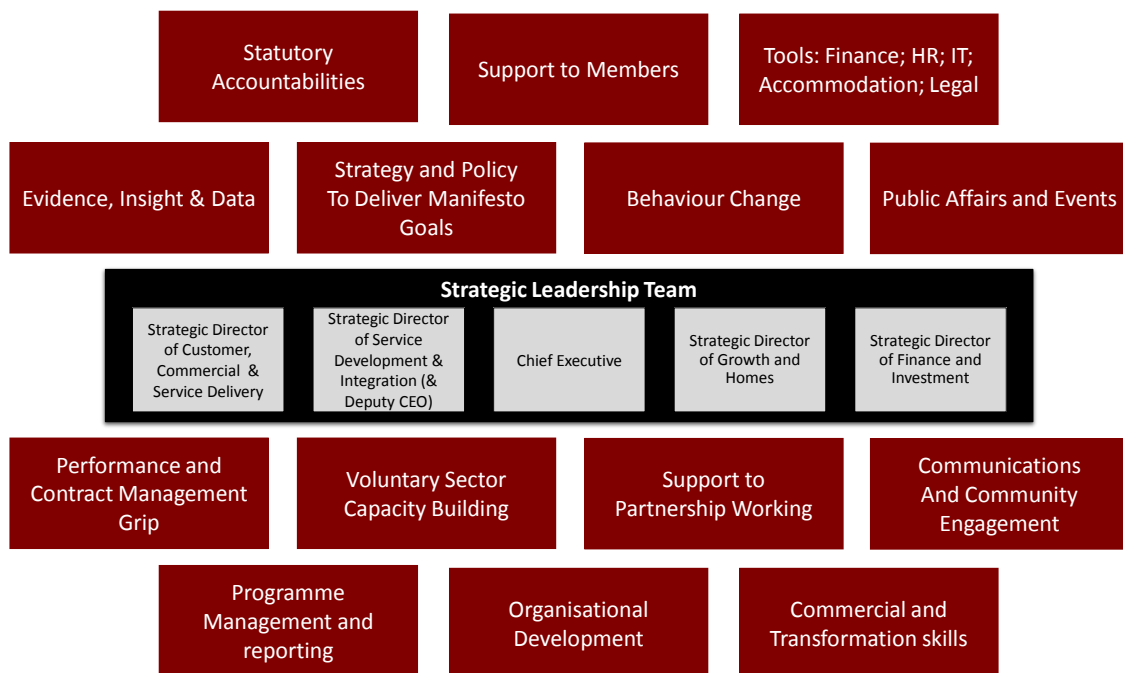 Statutory
Accountabilities
Support to Members
Tools: Finance; HR; IT;
Accommodation; Legal
Evidence, Insight & Data
Strategy and Policy
To Deliver Manifesto
Goals
Behaviour Change
Public Affairs and Events
Strategic Leadership Team
Strategic Director
of Customer,
Commercial &
Service Delivery
Strategic Director
of Service
Development &
Integration (&
Deputy CEO)
Chief Executive
Strategic Director
of Growth and
Homes
Strategic Director
of Finance and
Investment
Performance and
Contract Management
Grip
Voluntary Sector
Capacity Building
Support to
Partnership Working
Communications
And Community
Engagement
Programme
Management and
reporting
Organisational
Development
Commercial and
Transformation skills